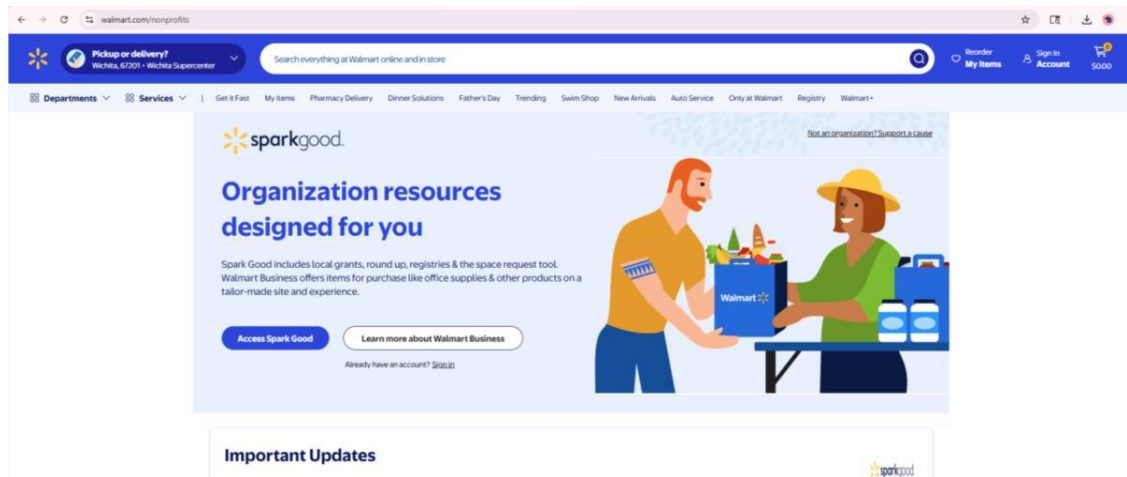 walmart.com/nonprofits
Pickup or delivery?
Wichita, 67201 • Wichita Supercenter
Search everything at Walmart online and in store
Reorder
My Items
Sign In
Account
0
$0.00
Departments
Services
Get it Fast
My Items
Pharmacy Delivery
Dinner Solutions
Father's Day
Trending
Swim Shop
New Arrivals
Auto Service
Only at Walmart
Registry
Walmart+
sparkgood.
Not an organization? Support a cause
Organization resources
designed for you
Spark Good includes local grants, round up, registries & the space request tool.
Walmart Business offers items for purchase like office supplies & other products on a
tailor-made site and experience.
Walmart
Access Spark Good
Learn more about Walmart Business
Already have an account? Sign in
Important Updates
sparkgood